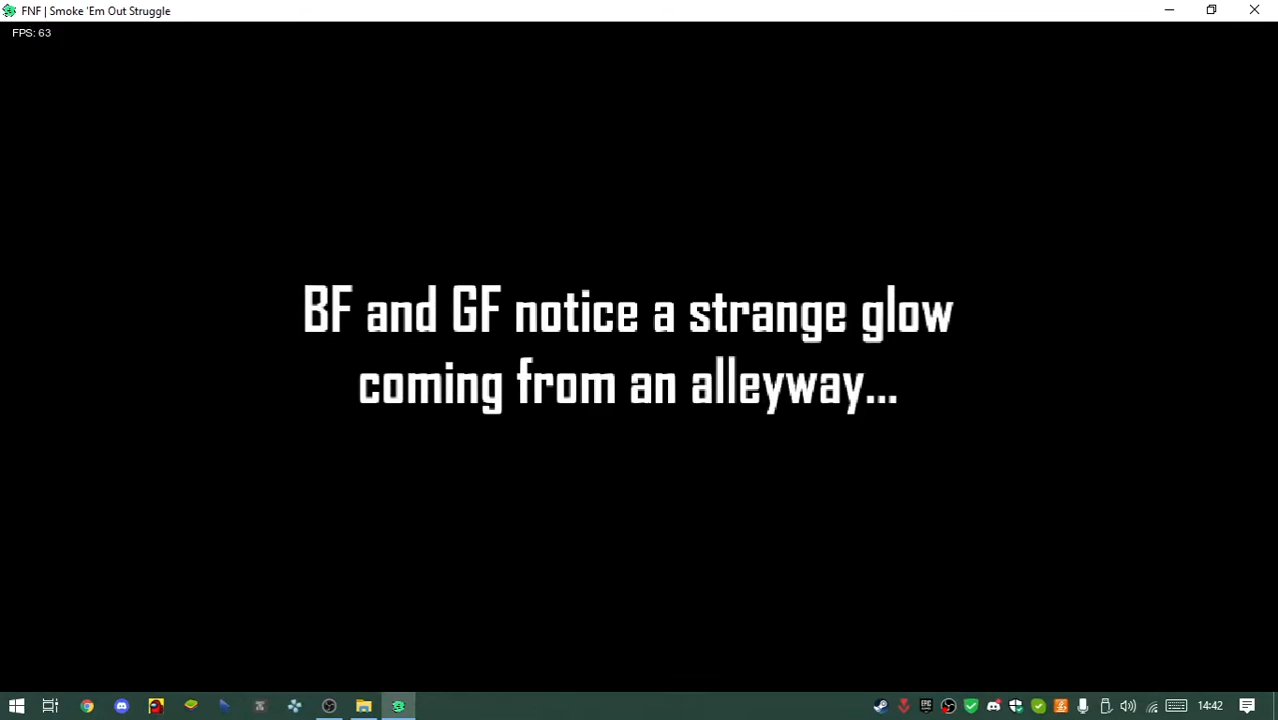 FNF | Smoke 'Em Out Struggle
FPS: 63
BF and GF notice a strange glow
coming from an alleyway...
14:42